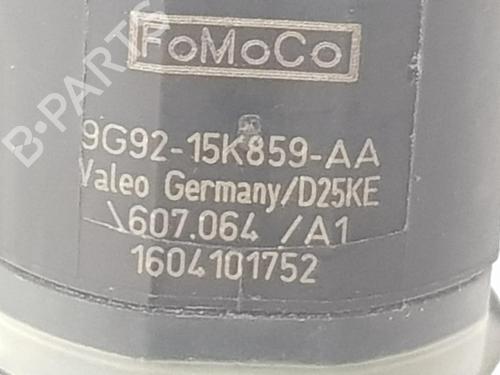 FoMoCo
9G92-15K859-AA
Valeo Germany/D25KE
\607.064 /A1
1604101752
B-PARTS